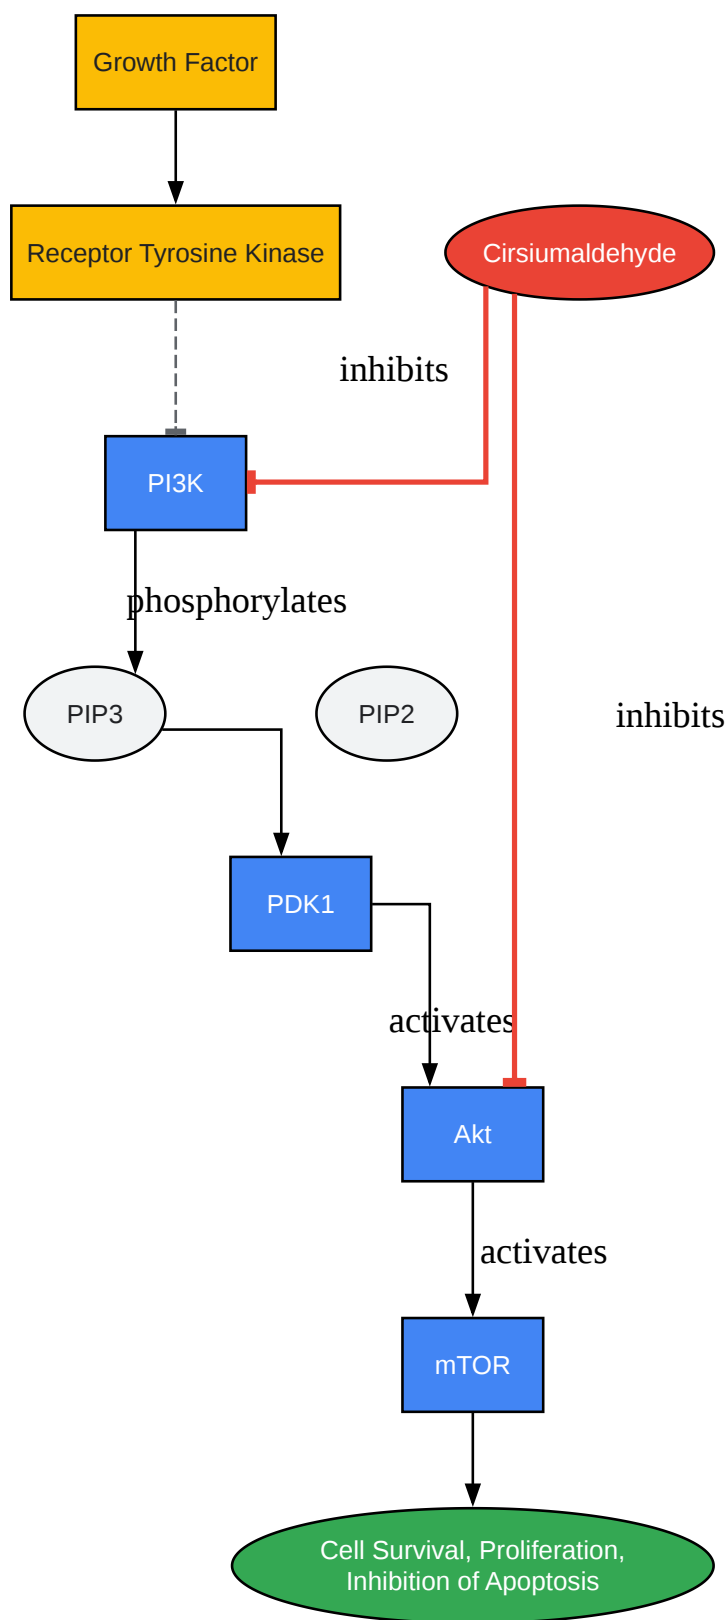 Growth Factor
Receptor Tyrosine Kinase
Cirsiumaldehyde
inhibits
PI3K
phosphorylates
PIP3
PIP2
inhibits
PDK1
activates
Akt
activates
mTOR
Cell Survival, Proliferation,
Inhibition of Apoptosis